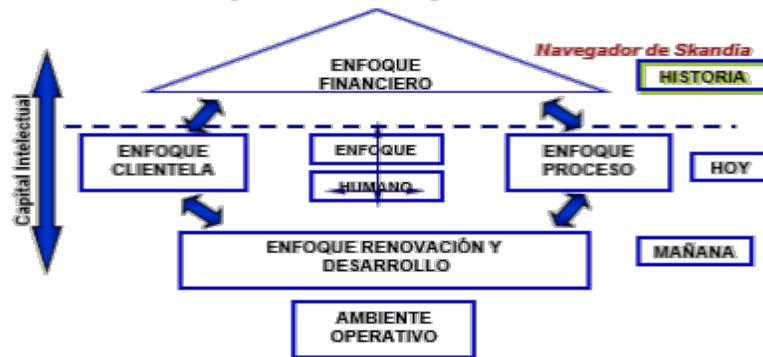 Navegador de Skandia
ENFOQUE
FINANCIERO
HISTORIA
Capital Intelectual
ENFOQUE
CLIENTELA
ENFOQUE
HUMANO
ENFOQUE
PROCESO
HOY
ENFOQUE RENOVACIÓN Y
DESARROLLO
MAÑANA
AMBIENTE
OPERATIVO